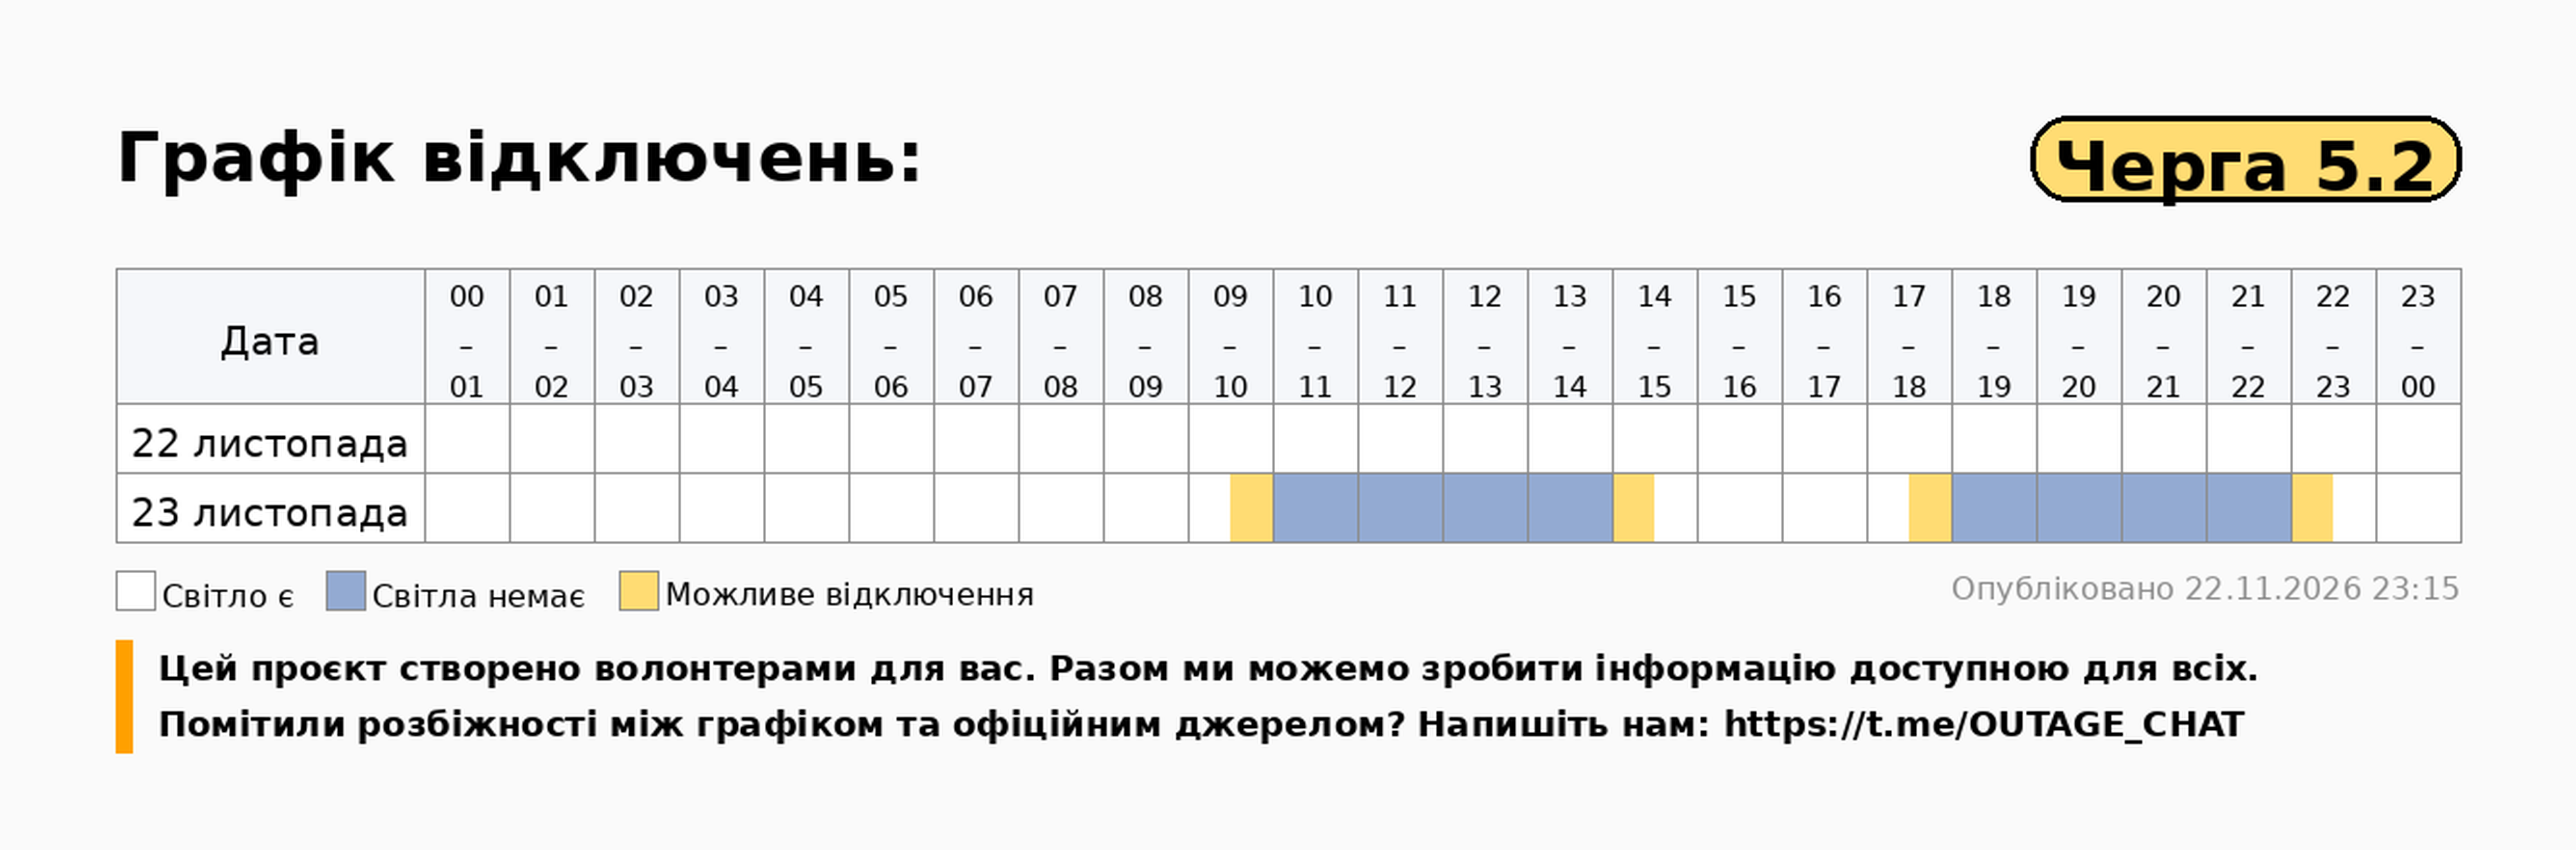 Графік відключень:
Черга 5.2
Дата
00 – 01
01 – 02
02 – 03
03 – 04
04 – 05
05 – 06
06 – 07
07 – 08
08 – 09
09 – 10
10 – 11
11 – 12
12 – 13
13 – 14
14 – 15
15 – 16
16 – 17
17 – 18
18 – 19
19 – 20
20 – 21
21 – 22
22 – 23
23 – 00
22 листопада
23 листопада
Світло є
Світла немає
Можливе відключення
Опубліковано 22.11.2026 23:15
Цей проєкт створено волонтерами для вас. Разом ми можемо зробити інформацію доступною для всіх.
Помітили розбіжності між графіком та офіційним джерелом? Напишіть нам: https://t.me/OUTAGE_CHAT